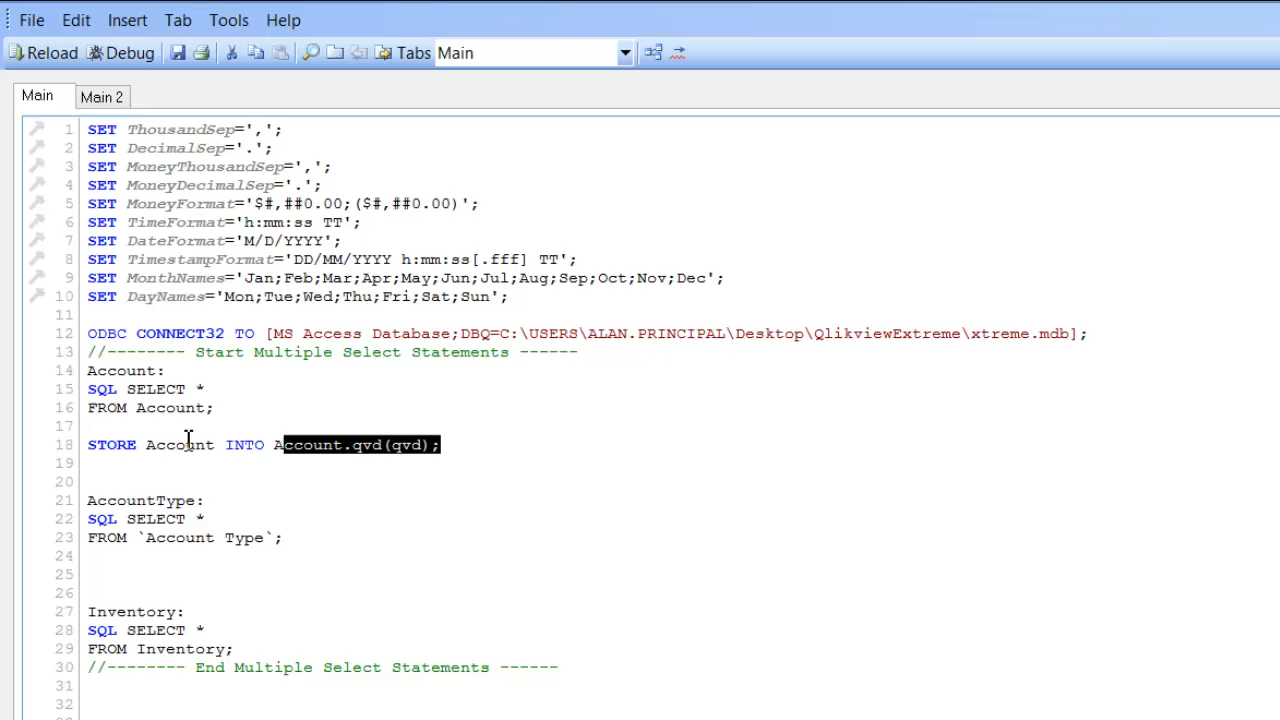 File Edit Insert Tab Tools Help
Reload Debug Tabs Main
Main Main 2
1 SET ThousandSep=',';
2 SET DecimalSep='.';
3 SET MoneyThousandSep=',';
4 SET MoneyDecimalSep='.';
5 SET MoneyFormat='$#,##0.00;($#,##0.00)';
6 SET TimeFormat='h:mm:ss TT';
7 SET DateFormat='M/D/YYYY';
8 SET TimestampFormat='DD/MM/YYYY h:mm:ss[.fff] TT';
9 SET MonthNames='Jan;Feb;Mar;Apr;May;Jun;Jul;Aug;Sep;Oct;Nov;Dec';
10 SET DayNames='Mon;Tue;Wed;Thu;Fri;Sat;Sun';
11
12 ODBC CONNECT32 TO [MS Access Database;DBQ=C:\USERS\ALAN.PRINCIPAL\Desktop\QlikviewExtreme\xtreme.mdb];
13 //-------- Start Multiple Select Statements ------
14 Account:
15 SQL SELECT *
16 FROM Account;
17
18 STORE Account INTO Account.qvd(qvd);
19
20
21 AccountType:
22 SQL SELECT *
23 FROM `Account Type`;
24
25
26
27 Inventory:
28 SQL SELECT *
29 FROM Inventory;
30 //-------- End Multiple Select Statements ------
31
32